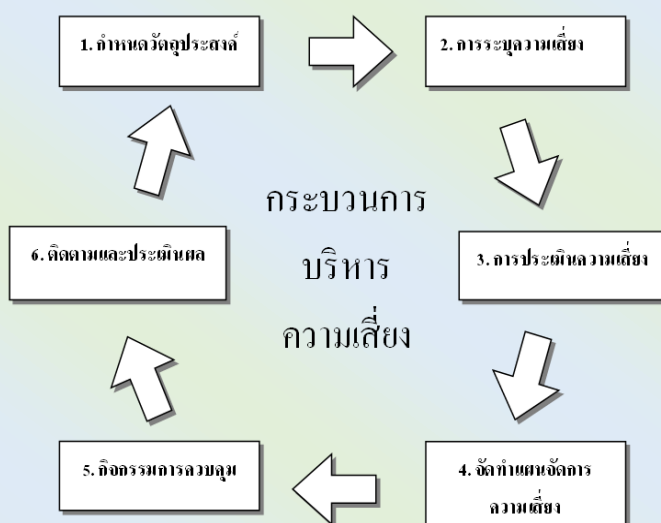 1. กำหนดวัตถุประสงค์
2. การระบุความเสี่ยง
กระบวนการ
บริหาร
ความเสี่ยง
3. การประเมินความเสี่ยง
4. จัดทำแผนจัดการ
ความเสี่ยง
5. กิจกรรมการควบคุม
6. ติดตามและประเมินผล